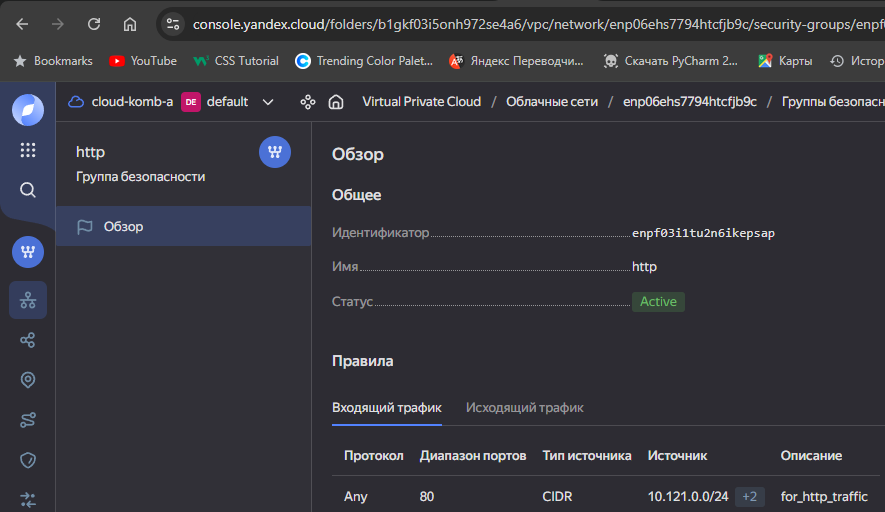 console.yandex.cloud/folders/b1gkf03i5onh972se4a6/vpc/network/enp06ehs7794htcfjb9c/security-groups/enpf
Bookmarks YouTube CSS Tutorial Trending Color Palet... Яндекс Переводчи... Скачать PyCharm 2... Карты Истор
cloud-komb-a DE default Virtual Private Cloud / Облачные сети / enp06ehs7794htcfjb9c / Группы безопасн
http
Группа безопасности
Обзор
Обзор
Общее
Идентификатор enpf03i1tu2n6ikepsap
Имя http
Статус Active
Правила
Входящий трафик Исходящий трафик
Протокол Диапазон портов Тип источника Источник Описание
Any 80 CIDR 10.121.0.0/24 +2 for_http_traffic